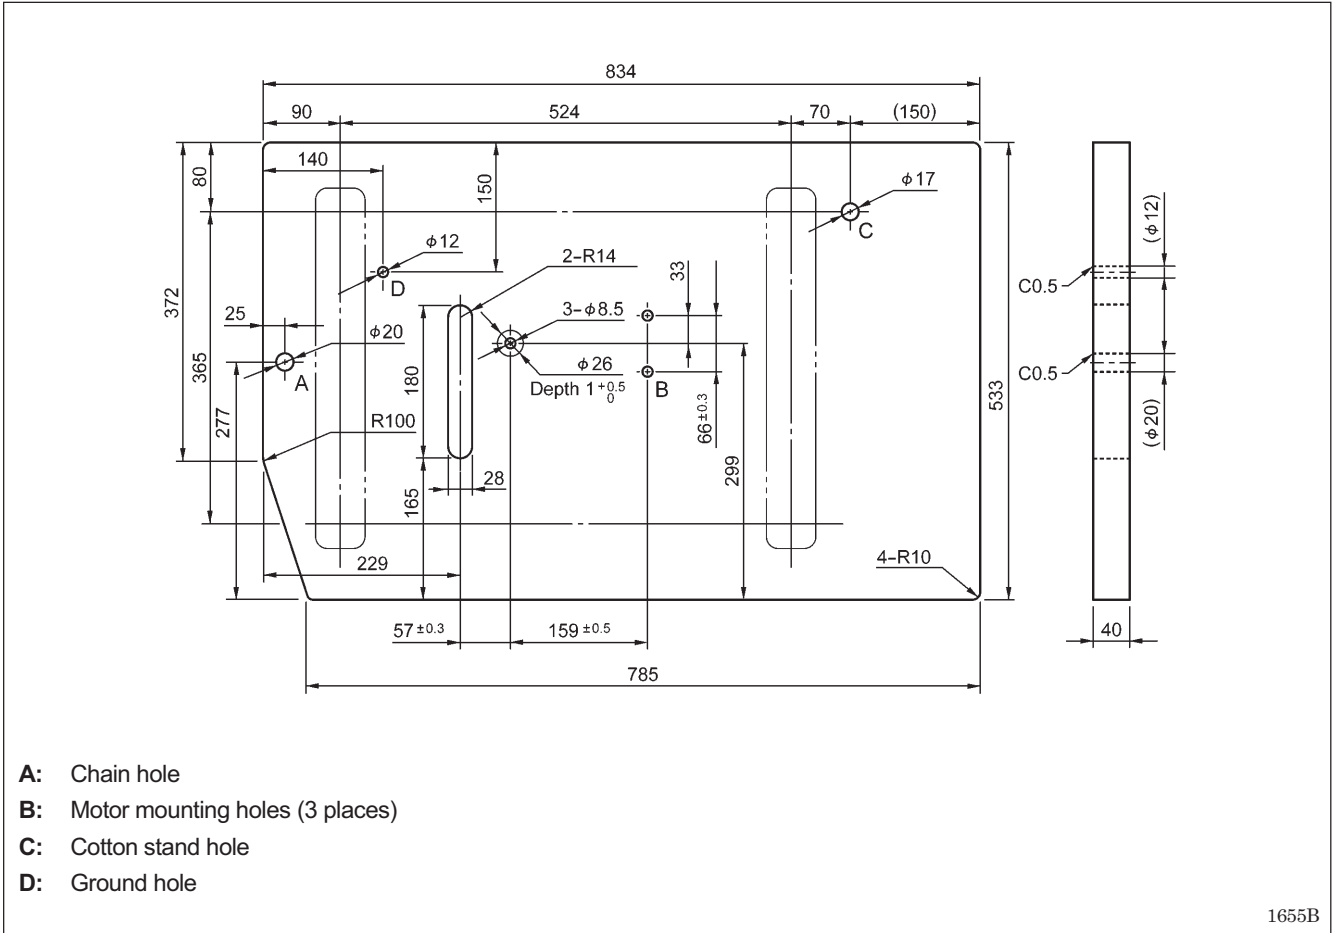 834
90 524 70 (150)
140
80
150
φ17
C
φ12
D
(φ12)
2–R14
33
C0.5
372
25
3–φ8.5
φ20
A
365
φ26
Depth 1 +0.5 0
B
180
C0.5
533
277
R100
66±0.3
(φ20)
299
28
165
229
4–R10
57±0.3 159±0.5
40
785
A: Chain hole
B: Motor mounting holes (3 places)
C: Cotton stand hole
D: Ground hole
1655B